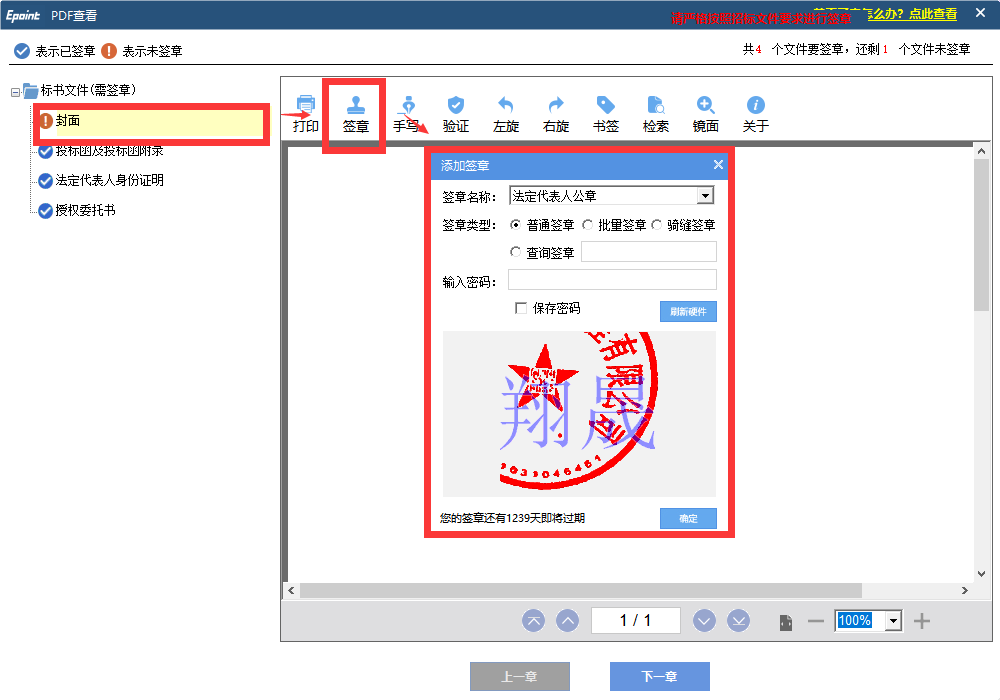 Epoint PDF查看
请严格按照招标文件要求进行签章
怎么办？点此查看
表示已签章 表示未签章
共4 个文件要签章，还剩1 个文件未签章
标书文件(需签章)
封面
投标函及投标函附录
法定代表人身份证明
授权委托书
打印 签章 手写 验证 左旋 右旋 书签 检索 镜面 关于
添加签章
签章名称： 法定代表人公章
签章类型： 普通签章 批量签章 骑缝签章
查询签章
输入密码：
保存密码 刷新硬件
有限公司
翔晟
您的签章还有1239天即将过期 确定
1 / 1 100%
上一章 下一章